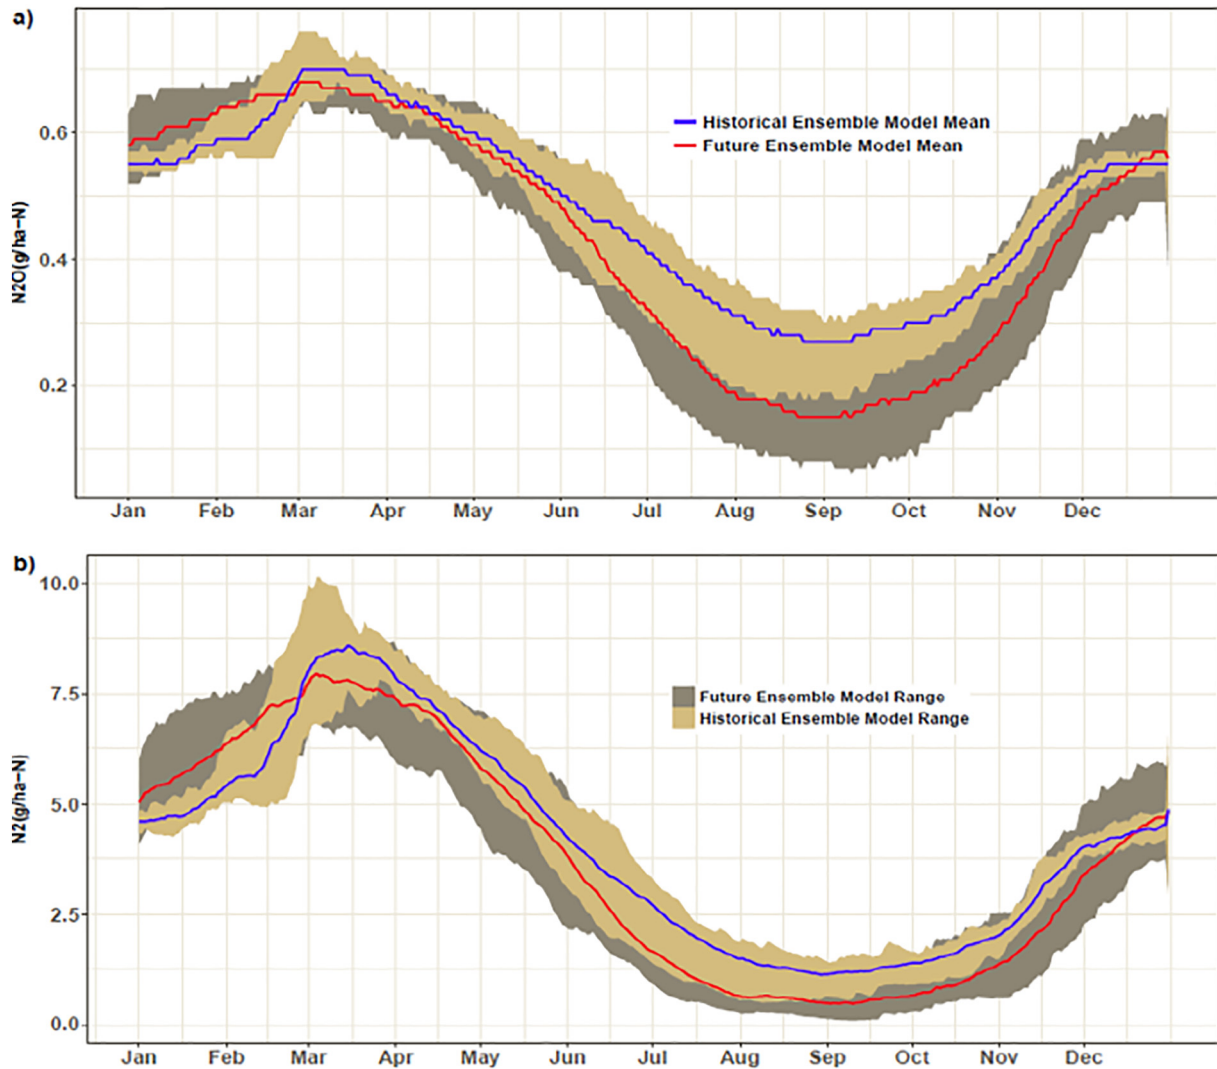 a)
N2O(g/ha−N)
0.6
0.4
0.2
Historical Ensemble Model Mean
Future Ensemble Model Mean
Jan Feb Mar Apr May Jun Jul Aug Sep Oct Nov Dec
b)
N2(g/ha−N)
10.0
7.5
5.0
2.5
0.0
Future Ensemble Model Range
Historical Ensemble Model Range
Jan Feb Mar Apr May Jun Jul Aug Sep Oct Nov Dec